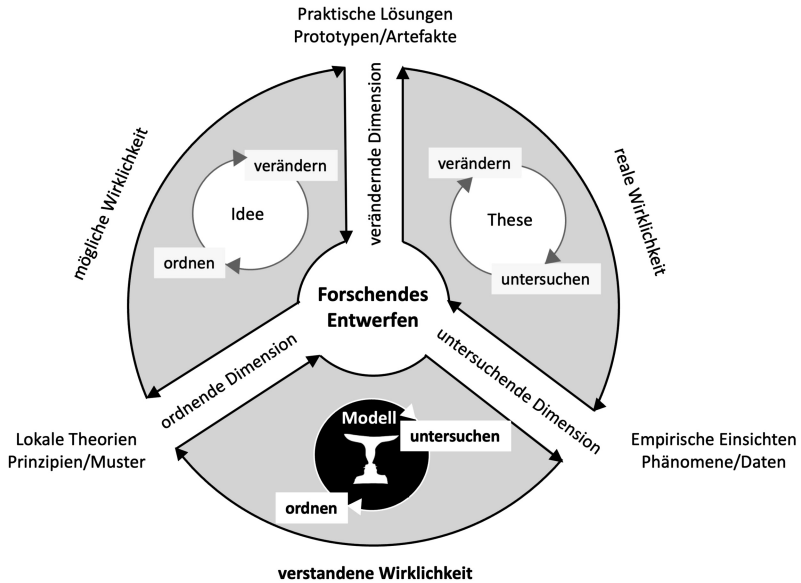 Praktische Lösungen
Prototypen/Artefakte
verändernde Dimension
mögliche Wirklichkeit
reale Wirklichkeit
verändern
Idee
ordnen
verändern
These
untersuchen
Forschendes
Entwerfen
ordnende Dimension
untersuchende Dimension
Lokale Theorien
Prinzipien/Muster
Empirische Einsichten
Phänomene/Daten
Modell
untersuchen
ordnen
verstandene Wirklichkeit